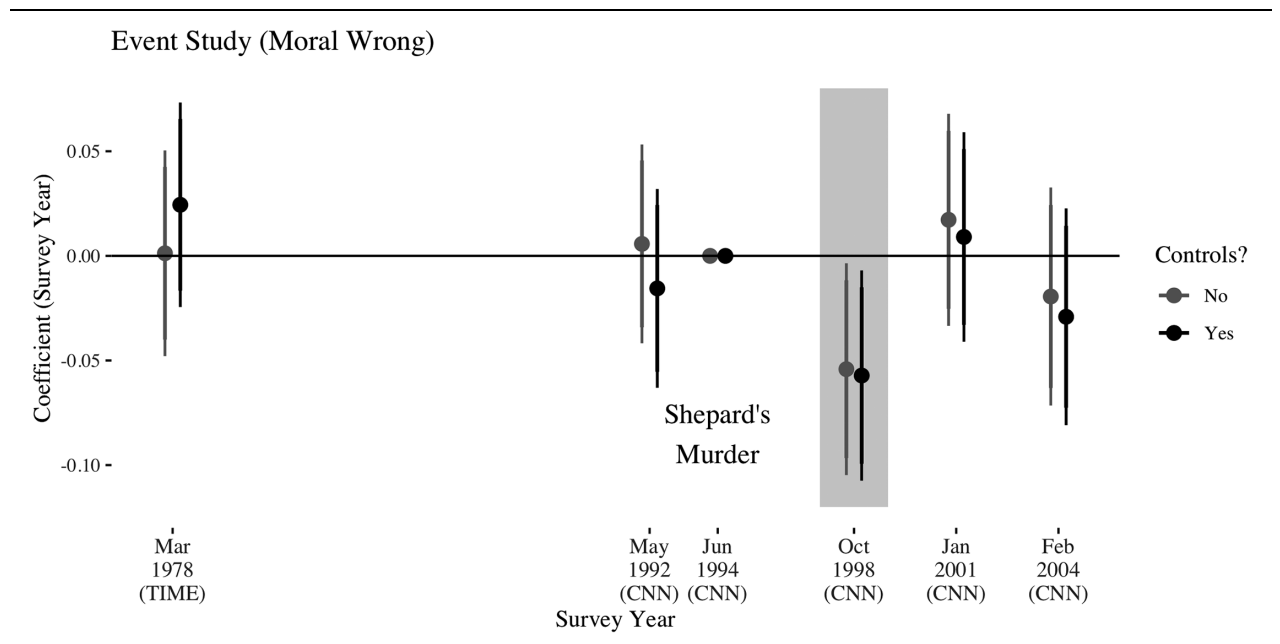 Event Study (Moral Wrong)
0.05
0.00
-0.05
-0.10
Coefficient (Survey Year)
Shepard's
Murder
Controls?
No
Yes
Mar
1978
(TIME)
May
1992
(CNN)
Jun
1994
(CNN)
Oct
1998
(CNN)
Jan
2001
(CNN)
Feb
2004
(CNN)
Survey Year